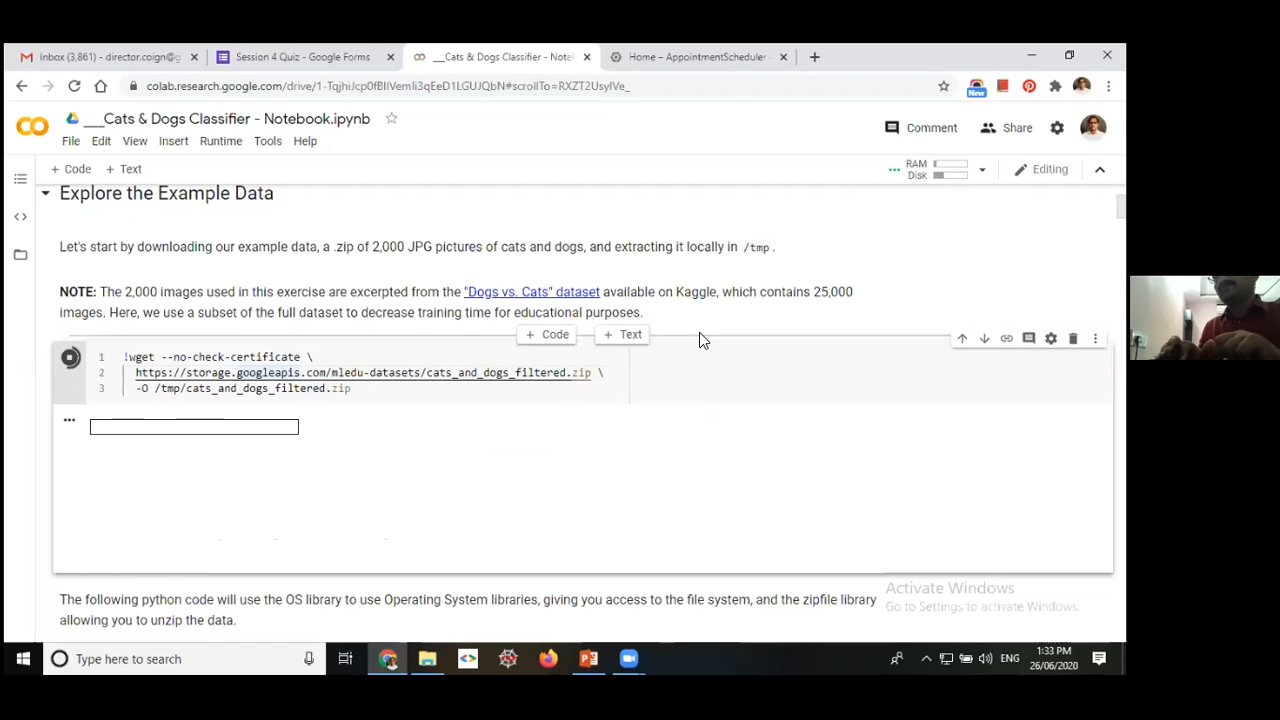 Inbox (3,861) - director.coign@g
Session 4 Quiz - Google Forms
___Cats & Dogs Classifier - Note
Home – AppointmentScheduler -
colab.research.google.com/drive/1-TqjhiJcp0fBlIVemIi3qEeD1LGUJQbN#scrollTo=RXZT2UsyIVe_
New
___Cats & Dogs Classifier - Notebook.ipynb
Comment
Share
File Edit View Insert Runtime Tools Help
+ Code + Text
RAM
Disk
Editing
Explore the Example Data
Let's start by downloading our example data, a .zip of 2,000 JPG pictures of cats and dogs, and extracting it locally in /tmp .
NOTE: The 2,000 images used in this exercise are excerpted from the "Dogs vs. Cats" dataset available on Kaggle, which contains 25,000
images. Here, we use a subset of the full dataset to decrease training time for educational purposes.
+ Code + Text
1 !wget --no-check-certificate \
2 https://storage.googleapis.com/mledu-datasets/cats_and_dogs_filtered.zip \
3 -O /tmp/cats_and_dogs_filtered.zip
The following python code will use the OS library to use Operating System libraries, giving you access to the file system, and the zipfile library
allowing you to unzip the data.
Activate Windows
Go to Settings to activate Windows.
Type here to search
ENG
1:33 PM
26/06/2020